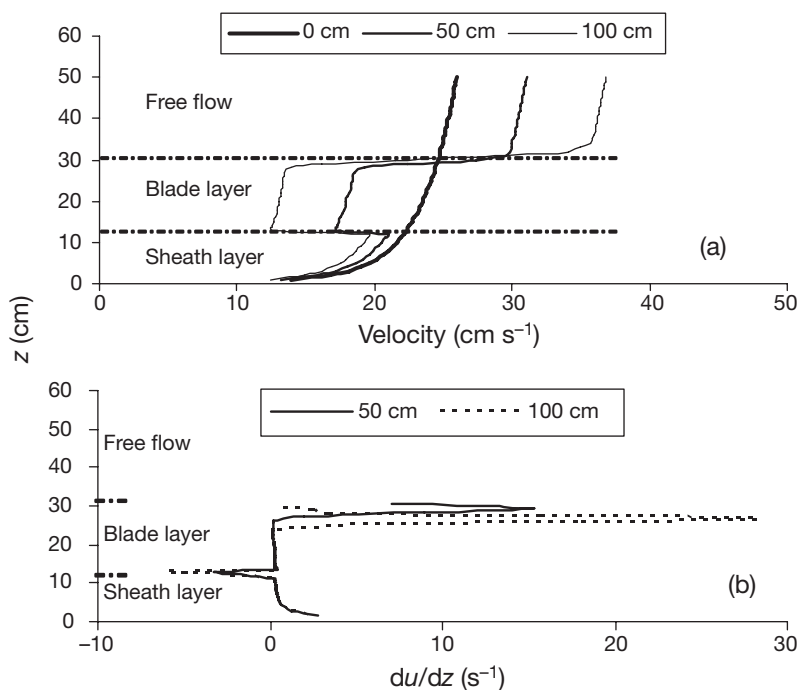 0 cm 50 cm 100 cm
60
50
40
30
20
10
0
Free flow
Blade layer
Sheath layer
(a)
0 10 20 30 40 50
Velocity (cm s–1)
z (cm)
50 cm 100 cm
60
50
40
30
20
10
0
Free flow
Blade layer
Sheath layer
(b)
–10 0 10 20 30
du/dz (s–1)